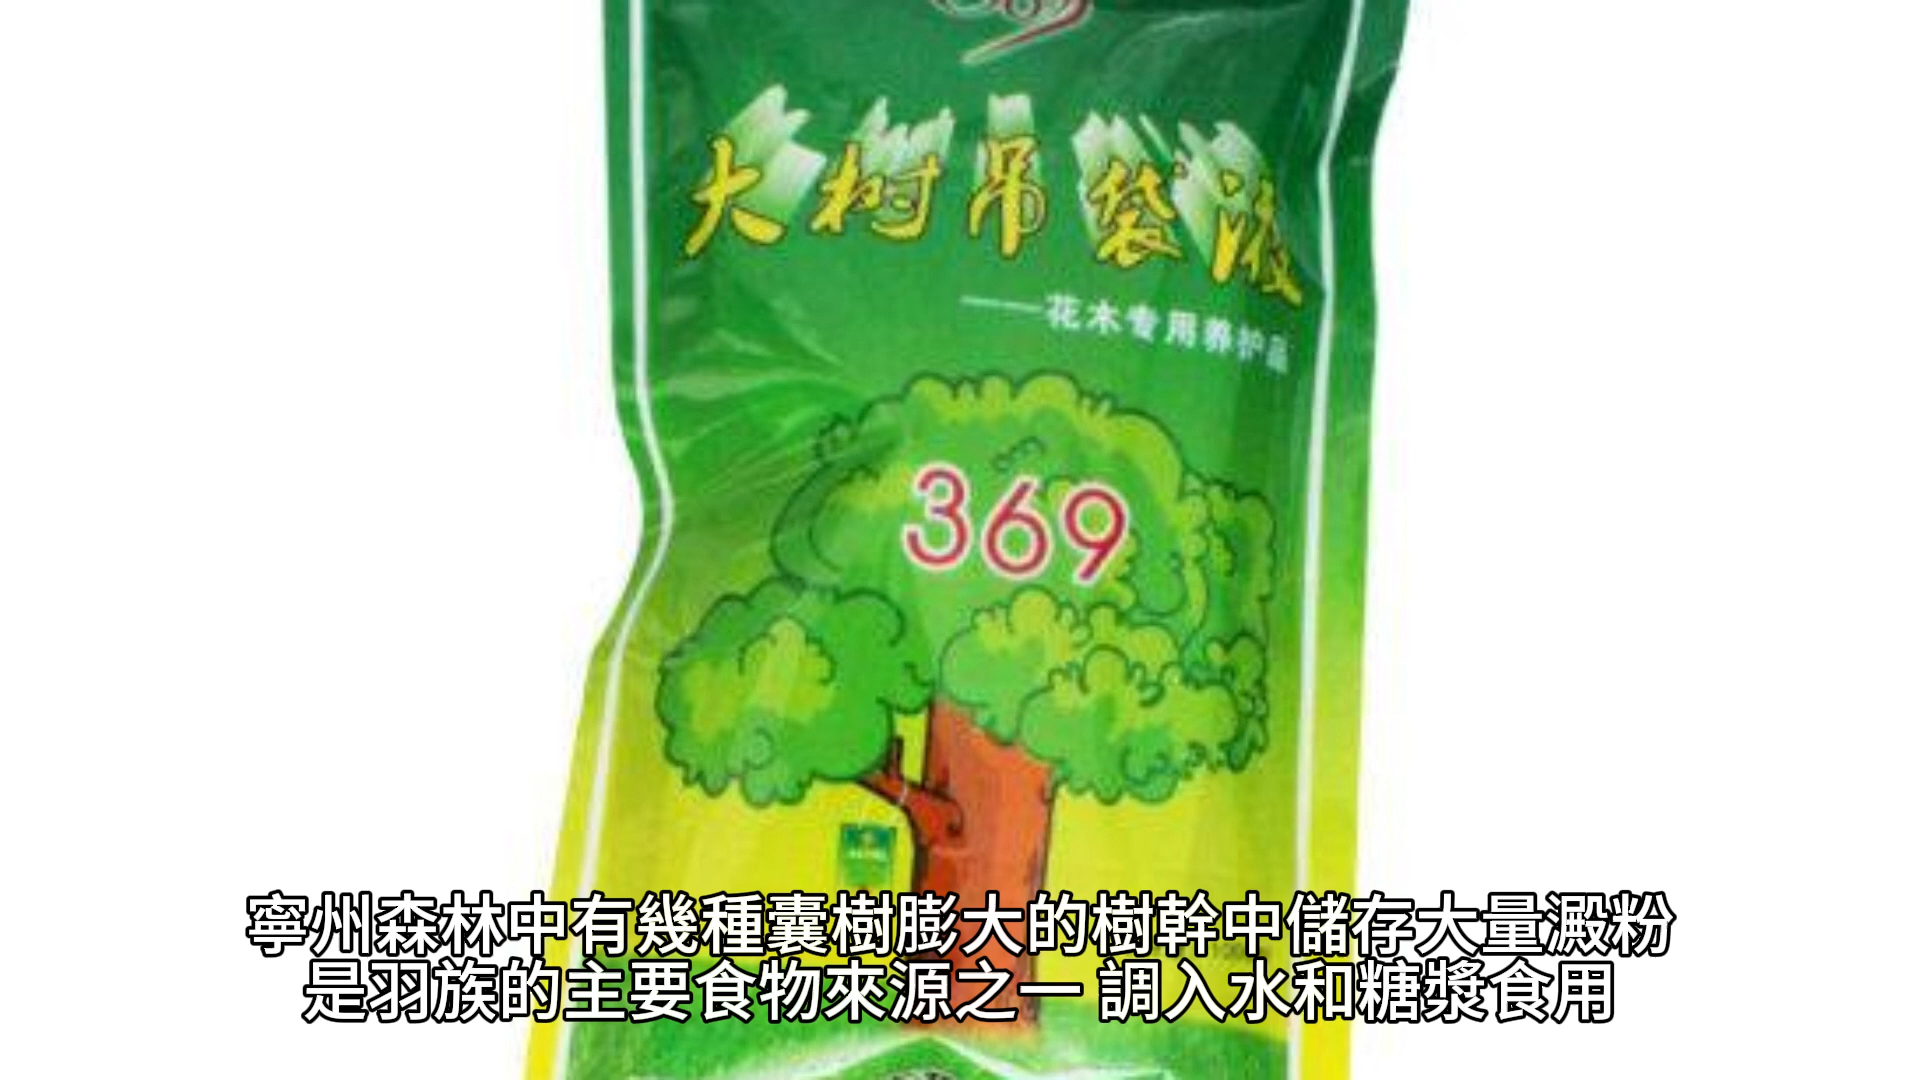 大树吊袋液
——花木专用养护品
369
寧州森林中有幾種囊樹膨大的樹幹中儲存大量澱粉
是羽族的主要食物來源之一 調入水和糖漿食用